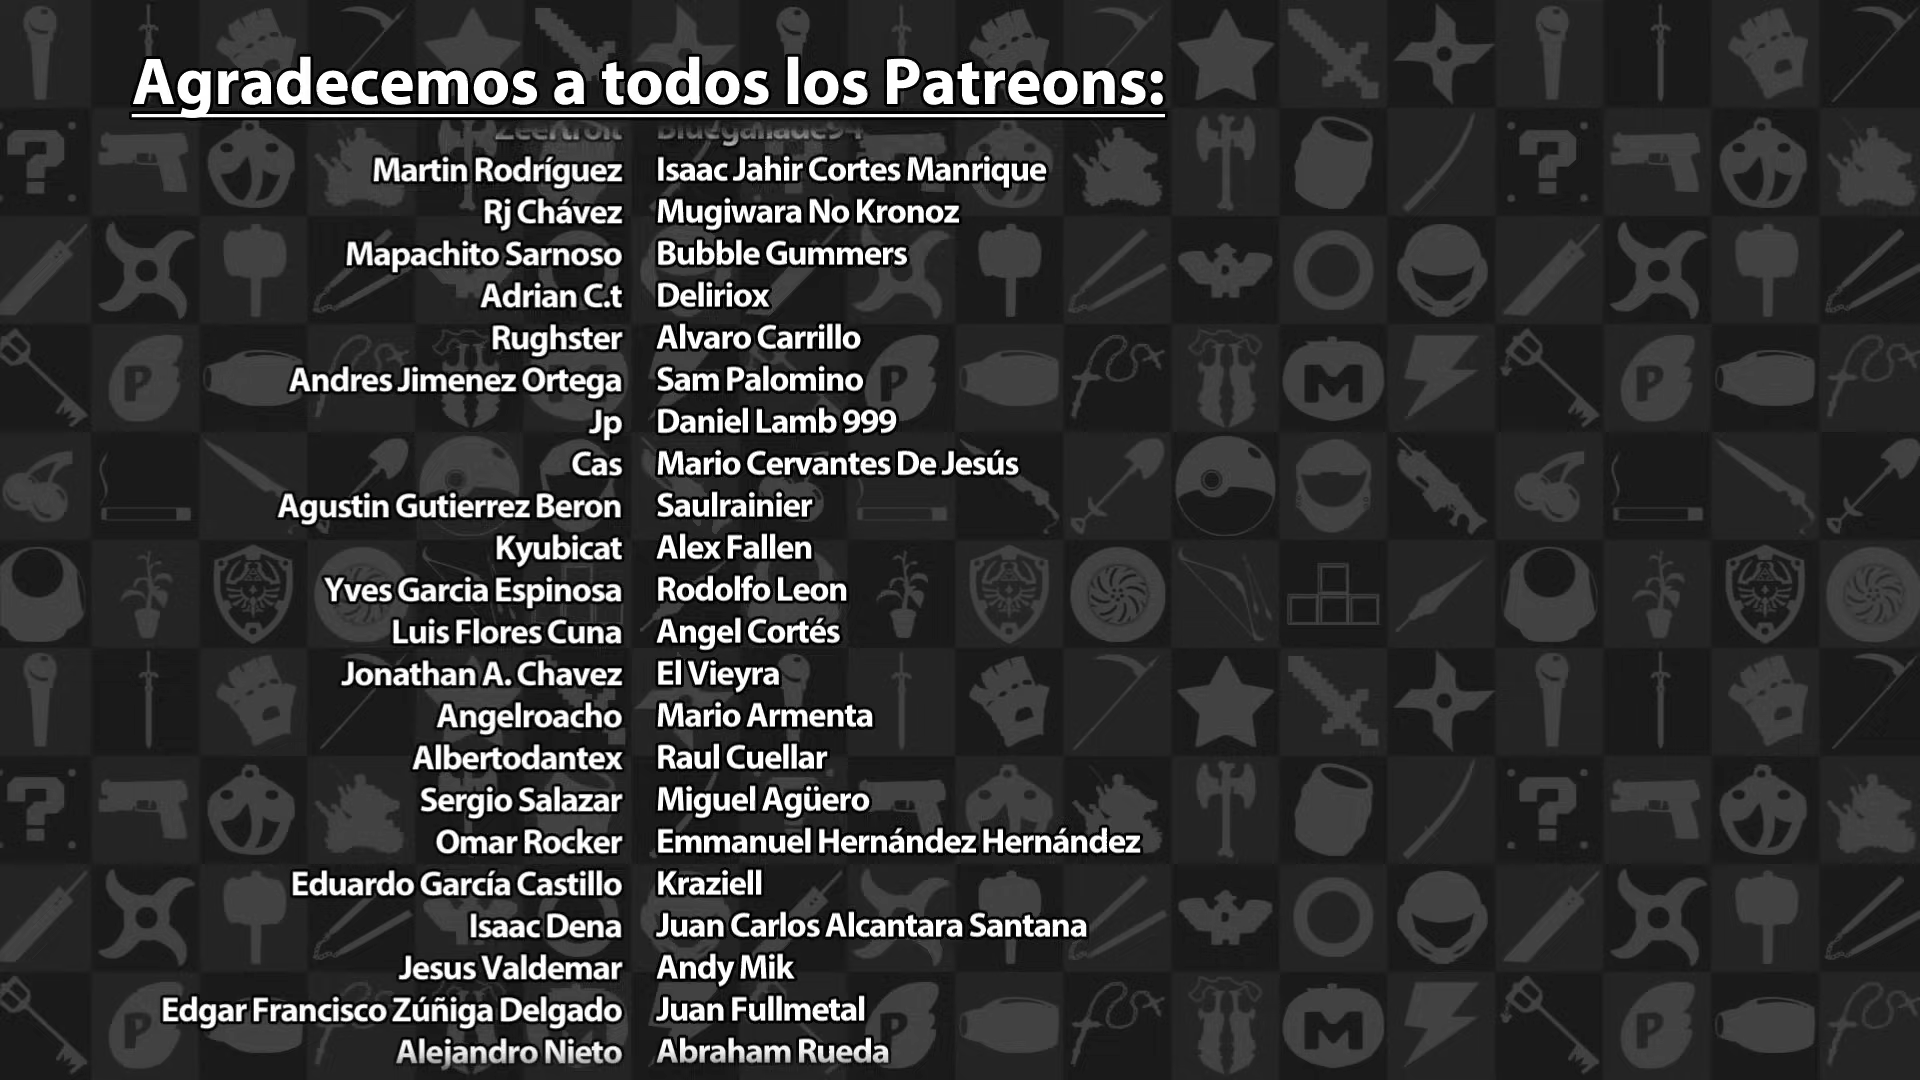 Agradecemos a todos los Patreons:
Martin Rodríguez Isaac Jahir Cortes Manrique
Rj Chávez Mugiwara No Kronoz
Mapachito Sarnoso Bubble Gummers
Adrian C.t Deliriox
Rughster Alvaro Carrillo
Andres Jimenez Ortega Sam Palomino
Jp Daniel Lamb 999
Cas Mario Cervantes De Jesús
Agustin Gutierrez Beron Saulrainier
Kyubicat Alex Fallen
Yves Garcia Espinosa Rodolfo Leon
Luis Flores Cuna Angel Cortés
Jonathan A. Chavez El Vieyra
Angelroacho Mario Armenta
Albertodantex Raul Cuellar
Sergio Salazar Miguel Agüero
Omar Rocker Emmanuel Hernández Hernández
Eduardo García Castillo Kraziell
Isaac Dena Juan Carlos Alcantara Santana
Jesus Valdemar Andy Mik
Edgar Francisco Zúñiga Delgado Juan Fullmetal
Alejandro Nieto Abraham Rueda